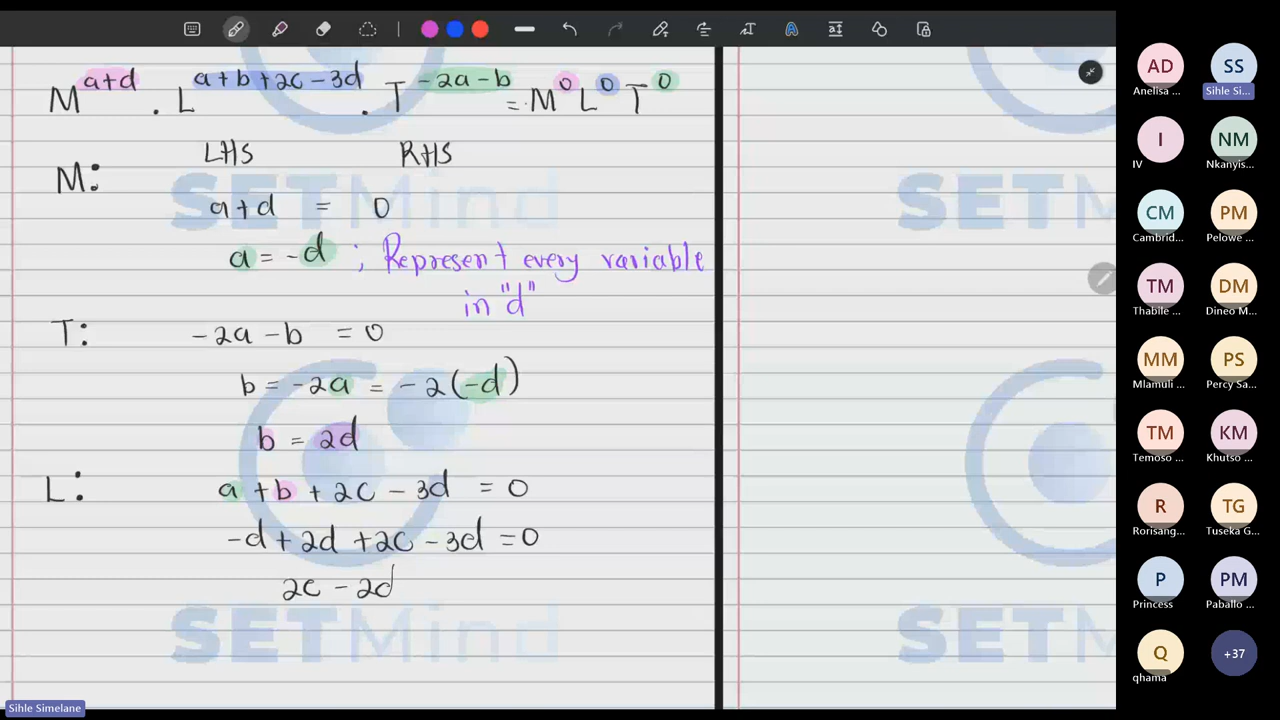 M^{a+d} . L^{a+b+2c-3d} . T^{-2a-b} = M^0 L^0 T^0
LHS RHS
M:
a+d = 0
a = -d ; Represent every variable
in "d"
T: -2a -b = 0
b = -2a = -2(-d)
b = 2d
L: a +b + 2c - 3d = 0
-d + 2d +2c - 3d = 0
2c - 2d
SETMind
SETMind
SETMind
SETMind
AD
Anelisa ...
SS
Sihle Si...
I
IV
NM
Nkanyis...
CM
Cambrid...
PM
Pelowe ...
TM
Thabile ...
DM
Dineo M...
MM
Mlamuli ...
PS
Percy Sa...
TM
Temoso ...
KM
Khutso ...
R
Rorisang...
TG
Tuseka G...
P
Princess
PM
Paballo ...
Q
qhama
+37
Sihle Simelane